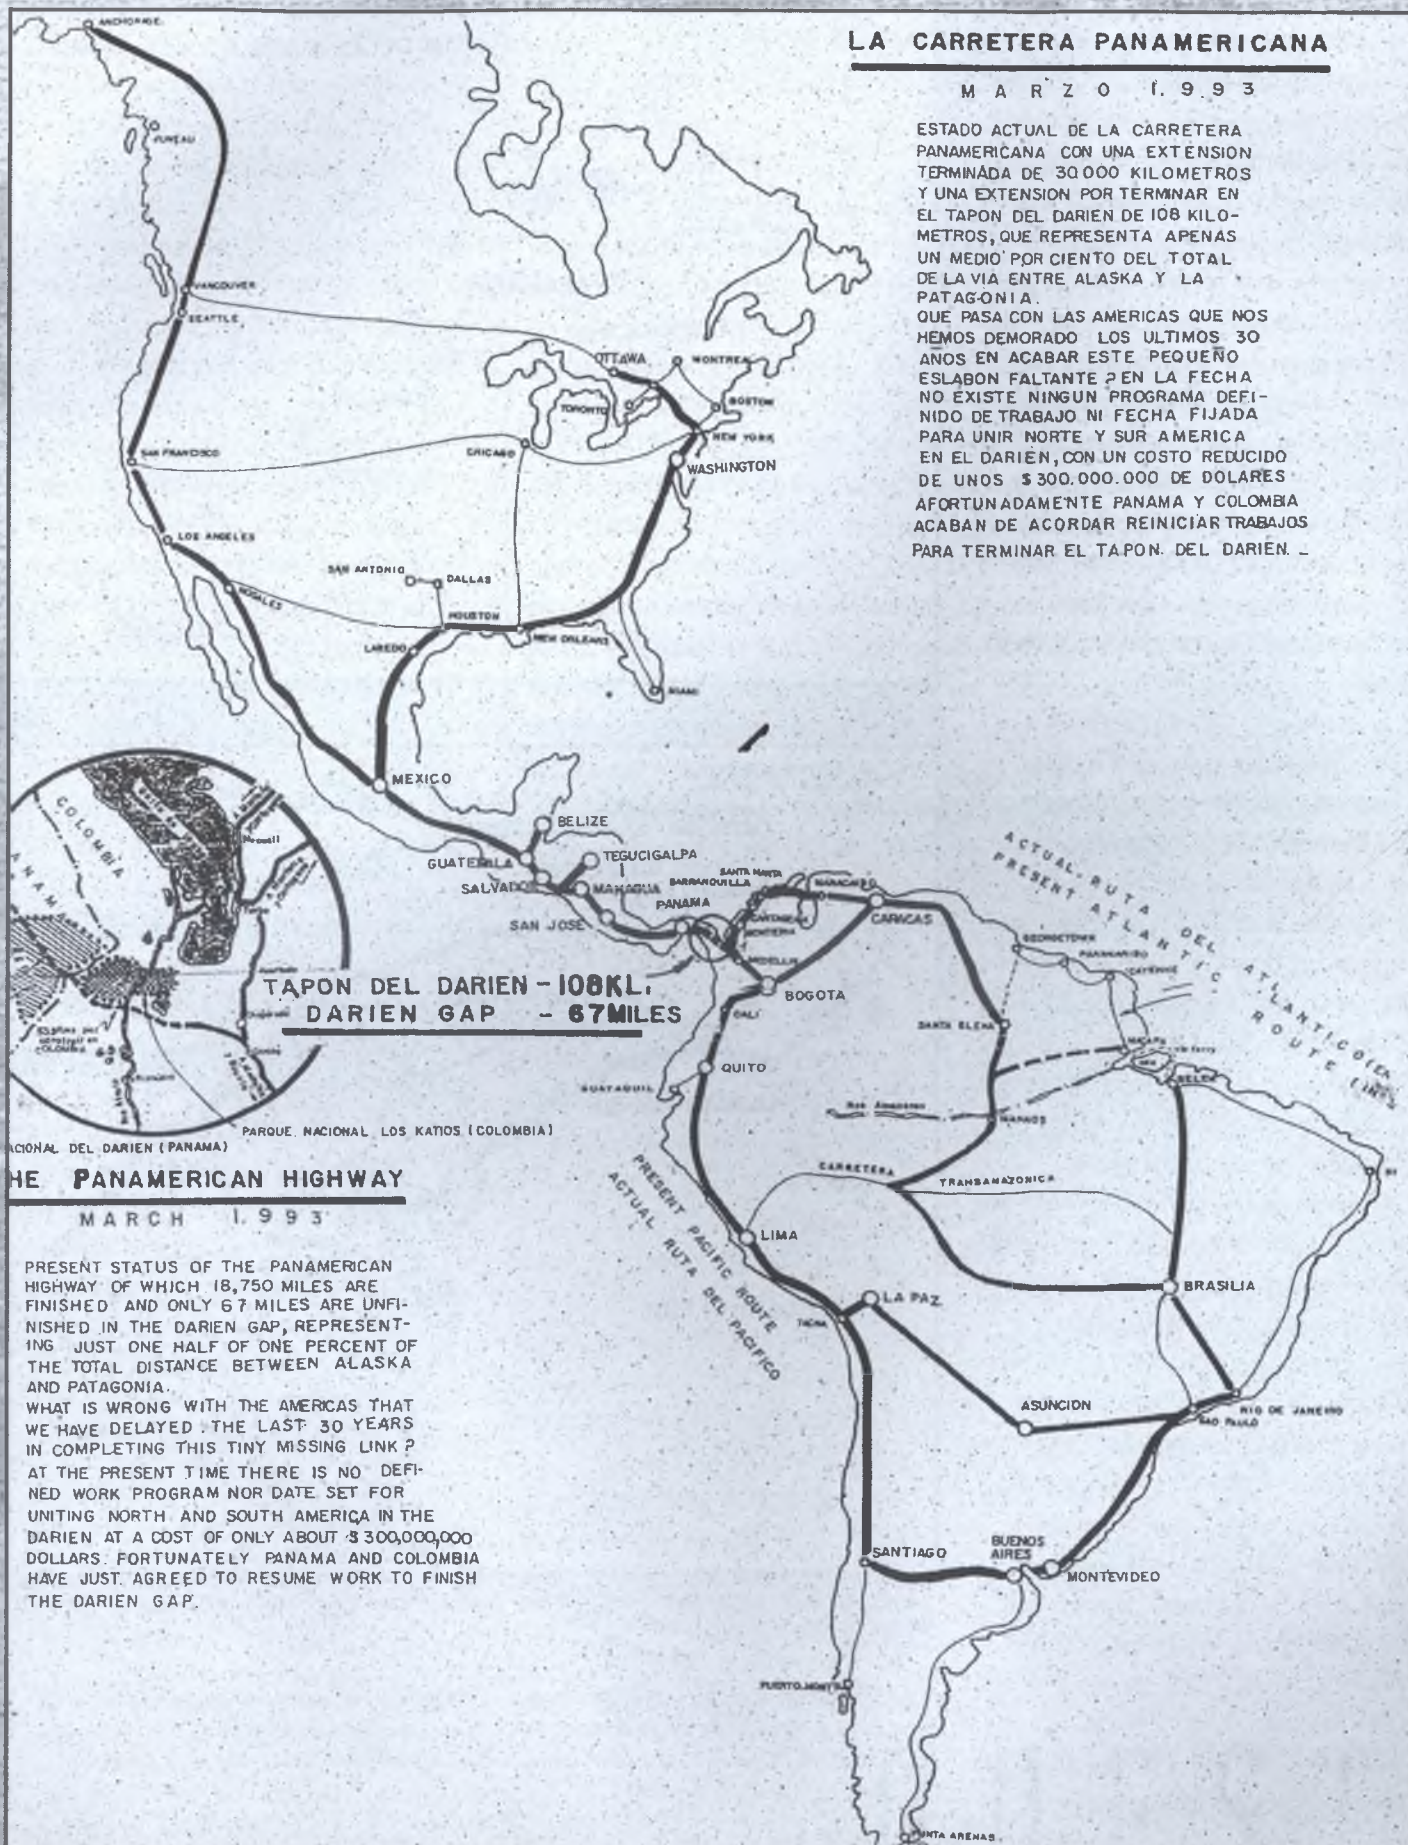 LA CARRETERA PANAMERICANA
MARZO 1.993
ESTADO ACTUAL DE LA CARRETERA
PANAMERICANA CON UNA EXTENSION
TERMINADA DE 30000 KILOMETROS
Y UNA EXTENSION POR TERMINAR EN
EL TAPON DEL DARIEN DE 108 KILO-
METROS, QUE REPRESENTA APENAS
UN MEDIO POR CIENTO DEL TOTAL
DE LA VIA ENTRE ALASKA Y LA
PATAGONIA.
QUE PASA CON LAS AMERICAS QUE NOS
HEMOS DEMORADO LOS ULTIMOS 30
AÑOS EN ACABAR ESTE PEQUEÑO
ESLABON FALTANTE ? EN LA FECHA
NO EXISTE NINGUN PROGRAMA DEFI-
NIDO DE TRABAJO NI FECHA FIJADA
PARA UNIR NORTE Y SUR AMERICA
EN EL DARIEN, CON UN COSTO REDUCIDO
DE UNOS $300.000.000 DE DOLARES
AFORTUNADAMENTE PANAMA Y COLOMBIA
ACABAN DE ACORDAR REINICIAR TRABAJOS
PARA TERMINAR EL TAPON. DEL DARIEN. _
ANCHORAGE
JUNEAU
VANCOUVER
SEATTLE
OTTAWA
MONTREAL
TORONTO
BOSTON
NEW YORK
SAN FRANCISCO
CHICAGO
WASHINGTON
LOS ANGELES
SAN ANTONIO
DALLAS
NOGALES
HOUSTON
NEW ORLEANS
LAREDO
MIAMI
MEXICO
BELIZE
GUATEMALA
TEGUCIGALPA
SALVADOR
MANAGUA
SAN JOSE
PANAMA
SANTA MARTA
BARRANQUILLA
MARACAIBO
CARTAGENA
MONTERIA
CARACAS
MEDELLIN
BOGOTA
CALI
QUITO
GUAYAQUIL
GEORGETOWN
PARAMARIBO
CAYENNE
SANTA ELENA
MACAPA
BELEM
MANAOS
ACTUAL RUTA DEL ATLANTICO
PRESENT ATLANTIC ROUTE
COLOMBIA
TAPON DEL DARIEN - 108KL.
DARIEN GAP - 67MILES
PARQUE NACIONAL LOS KATIOS (COLOMBIA)
ACIONAL DEL DARIEN (PANAMA)
CARRETERA
TRANSAMAZONICA
PRESENT PACIFIC ROUTE
ACTUAL RUTA DEL PACIFICO
LIMA
LA PAZ
TACNA
BRASILIA
ASUNCION
RIO DE JANEIRO
SAO PAULO
SANTIAGO
BUENOS
AIRES
MONTEVIDEO
PUERTO MONTT
PUNTA ARENAS
HE PANAMERICAN HIGHWAY
MARCH 1.993
PRESENT STATUS OF THE PANAMERICAN
HIGHWAY OF WHICH 18,750 MILES ARE
FINISHED AND ONLY 67 MILES ARE UNFI-
NISHED IN THE DARIEN GAP, REPRESENT-
ING JUST ONE HALF OF ONE PERCENT OF
THE TOTAL DISTANCE BETWEEN ALASKA
AND PATAGONIA.
WHAT IS WRONG WITH THE AMERICAS THAT
WE HAVE DELAYED THE LAST 30 YEARS
IN COMPLETING THIS TINY MISSING LINK ?
AT THE PRESENT TIME THERE IS NO DEFI-
NED WORK PROGRAM NOR DATE SET FOR
UNITING NORTH AND SOUTH AMERICA IN THE
DARIEN AT A COST OF ONLY ABOUT $300,000,000
DOLLARS. FORTUNATELY PANAMA AND COLOMBIA
HAVE JUST AGREED TO RESUME WORK TO FINISH
THE DARIEN GAP.